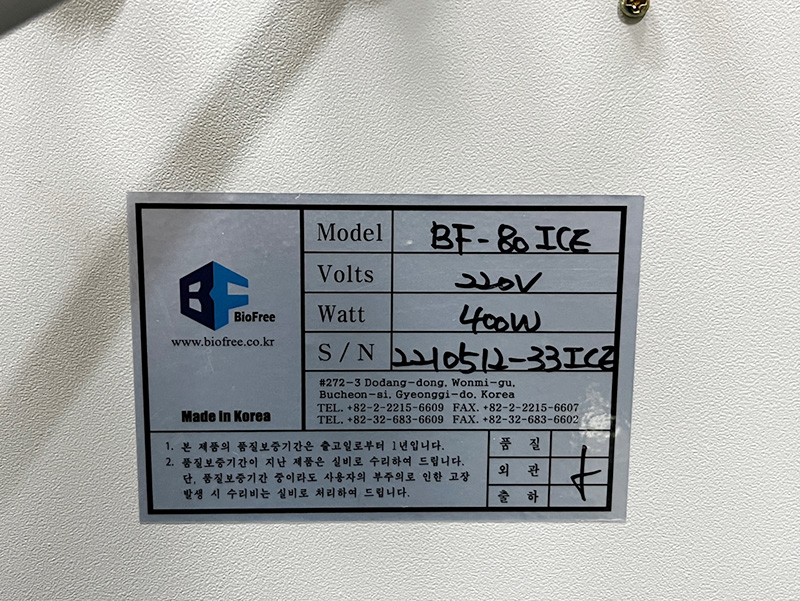 BF
BioFree
www.biofree.co.kr
Made in Korea
Model BF-80 ICE
Volts 220V
Watt 400W
S/N 2210512-33ICE
#272-3 Dodang-dong, Wonmi-gu,
Bucheon-si, Gyeonggi-do, Korea
TEL. +82-2-2215-6609 FAX. +82-2-2215-6607
TEL. +82-32-683-6609 FAX. +82-32-683-6602
1. 본 제품의 품질보증기간은 출고일로부터 1년입니다.
2. 품질보증기간이 지난 제품은 실비로 수리하여 드립니다.
단, 품질보증기간 중이라도 사용자의 부주의로 인한 고장
발생 시 수리비는 실비로 처리하여 드립니다.
품질
외관
출하